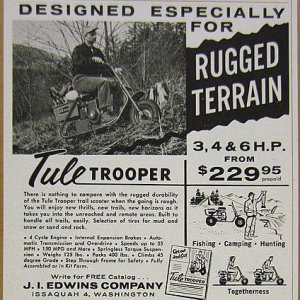 DESIGNED ESPECIALLY
FOR
RUGGED
TERRAIN
3, 4 & 6 H.P.
FROM
$229.95
prepaid
Tule TROOPER
There is nothing to compare with the rugged durability
of the Tule Trooper trail scooter when the going is rough.
You will enjoy new thrills, new trails, new horizons as it
takes you into the unreached and remote areas. Built to
handle all trails, easily. Selection of tires for mud and
snow or sand and rock.
• 4 Cycle Engine • Internal Expansion Brakes • Auto-
matic Transmission and Overdrive • Speeds up to 55
MPH • 150 MPG and More • Springless Torque Suspen-
sion • Weighs 125 lbs. • Packs 400 lbs. • Climbs 45
degree Grade • Step Through Frame for Safety • Fully
Assembled or in Kit Form.
Write for FREE Catalog...
J. I. EDWINS COMPANY
ISSAQUAH 4, WASHINGTON
Fishing • Camping • Hunting
Tule
TROOPER
Togetherness